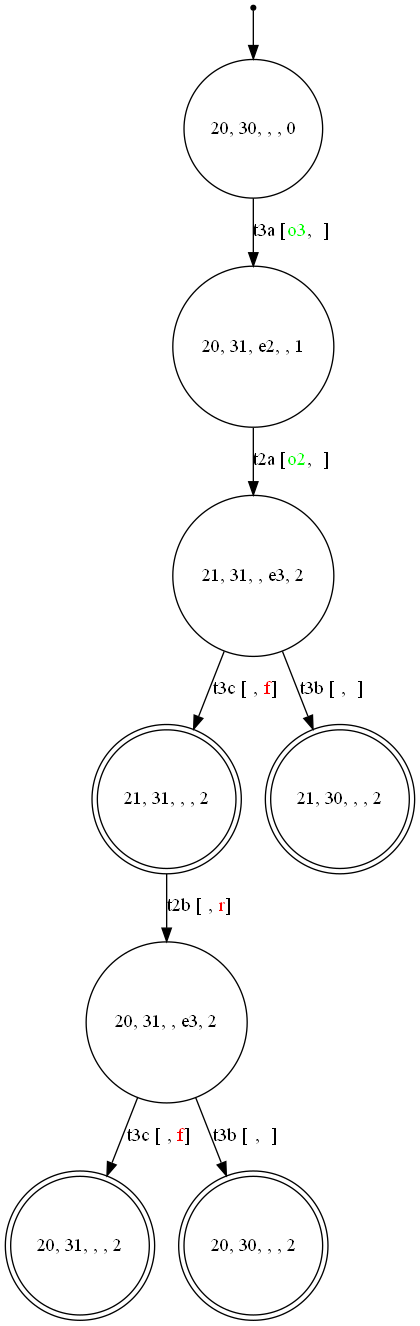 20, 30, , , 0
t3a [o3, ]
20, 31, e2, , 1
t2a [o2, ]
21, 31, , e3, 2
t3c [ , f]
t3b [ , ]
21, 31, , , 2
21, 30, , , 2
t2b [ , r]
20, 31, , e3, 2
t3c [ , f]
t3b [ , ]
20, 31, , , 2
20, 30, , , 2